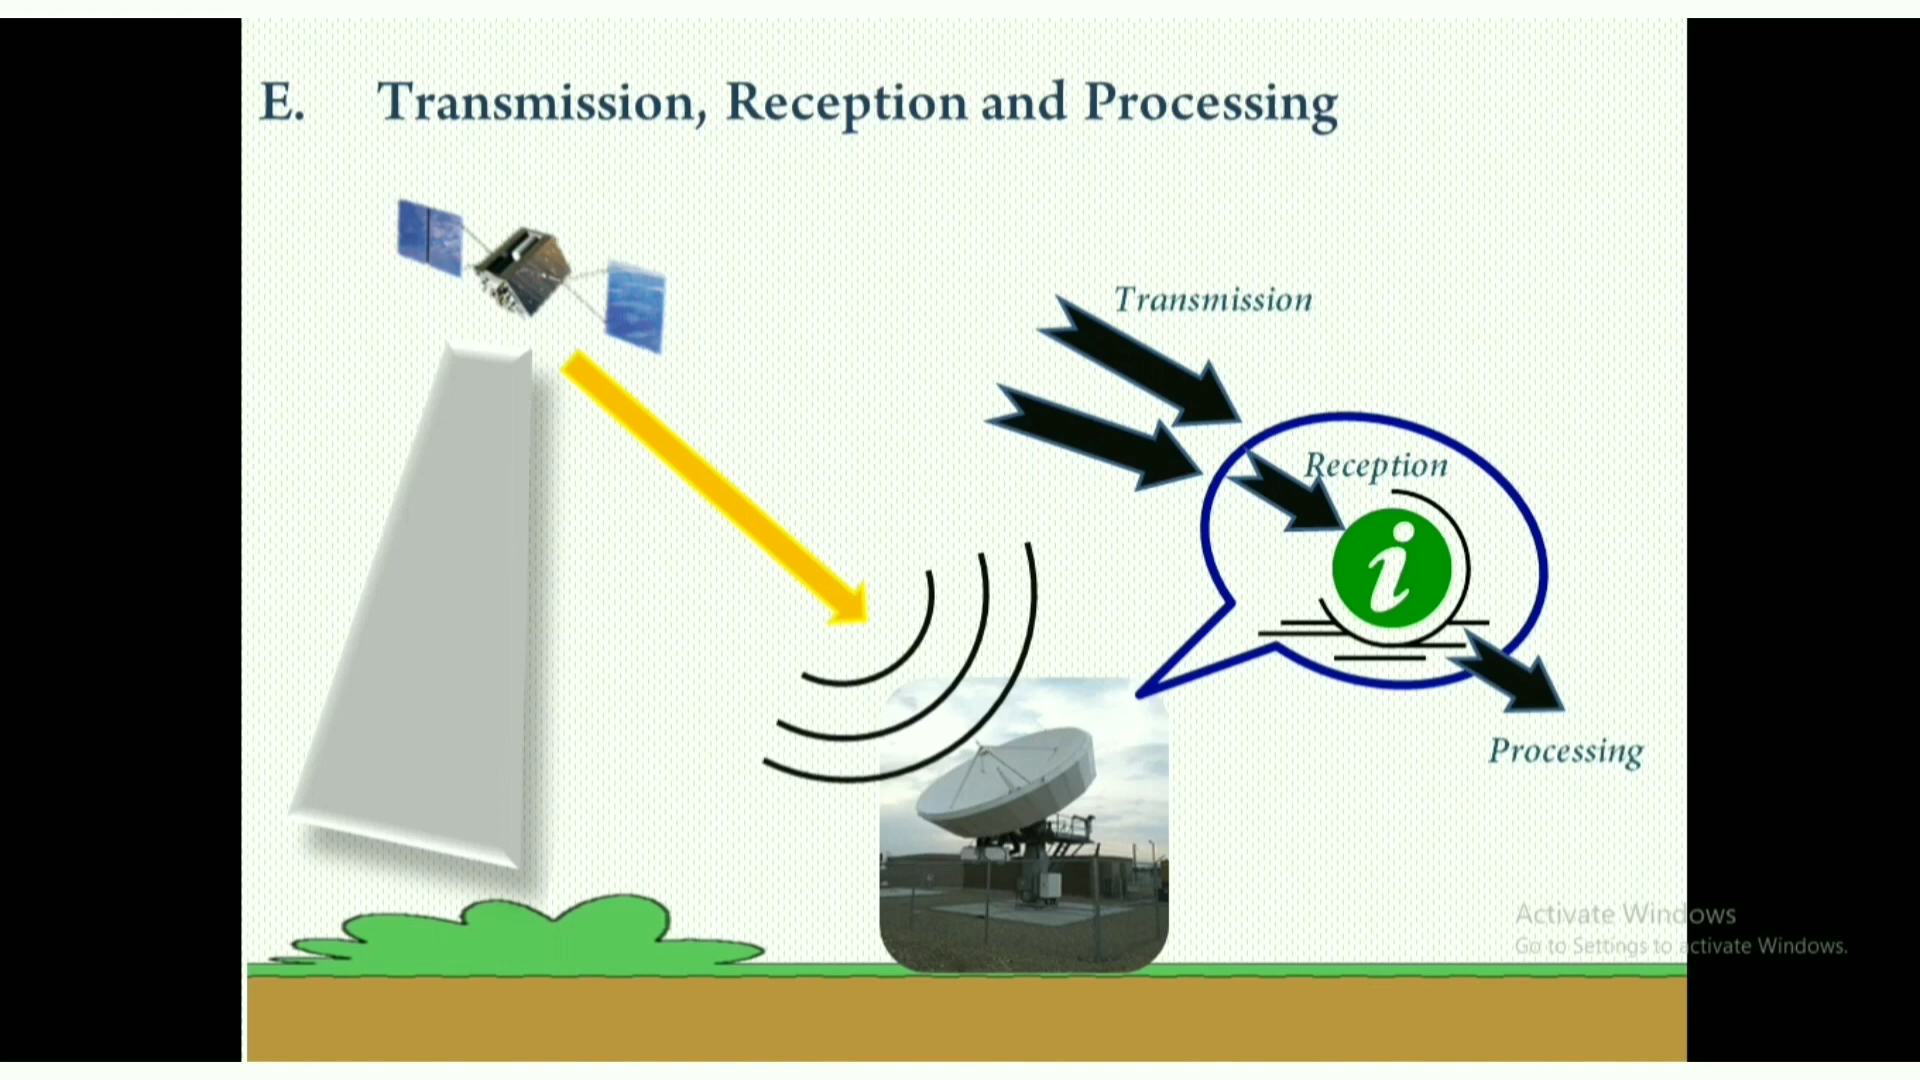 E. Transmission, Reception and Processing
Transmission
Reception
i
Processing
Activate Windows
Go to Settings to activate Windows.